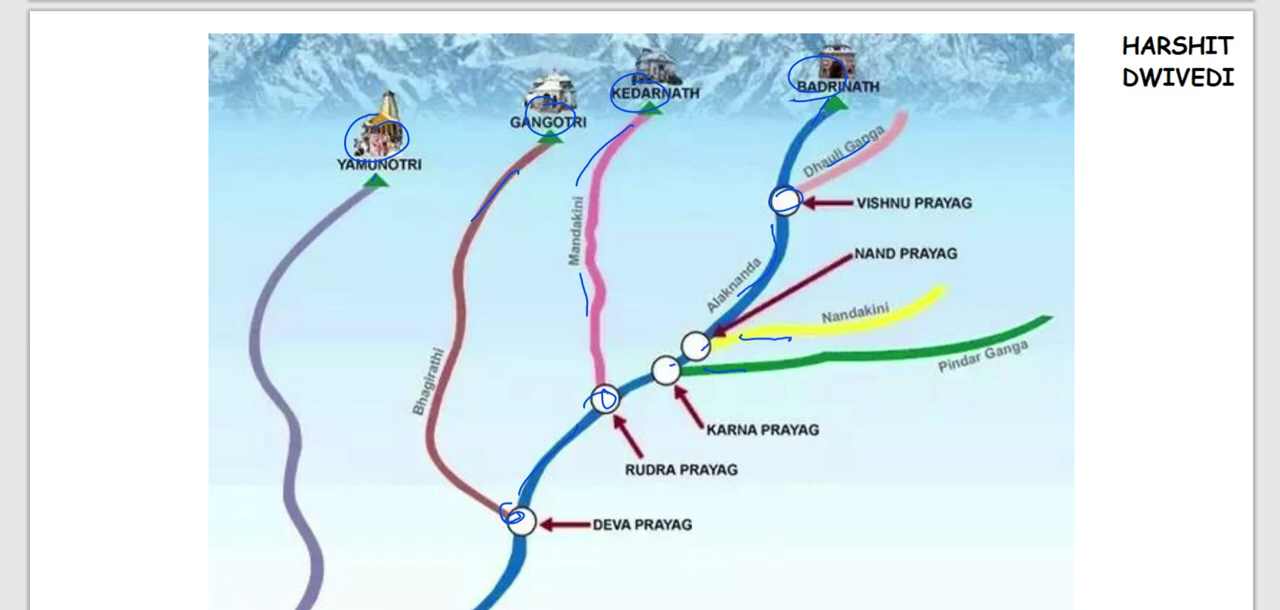 HARSHIT
DWIVEDI
BADRINATH
KEDARNATH
GANGOTRI
YAMUNOTRI
Dhauli Ganga
VISHNU PRAYAG
Mandakini
NAND PRAYAG
Alaknanda
Nandakini
Pindar Ganga
Bhagirathi
KARNA PRAYAG
RUDRA PRAYAG
DEVA PRAYAG